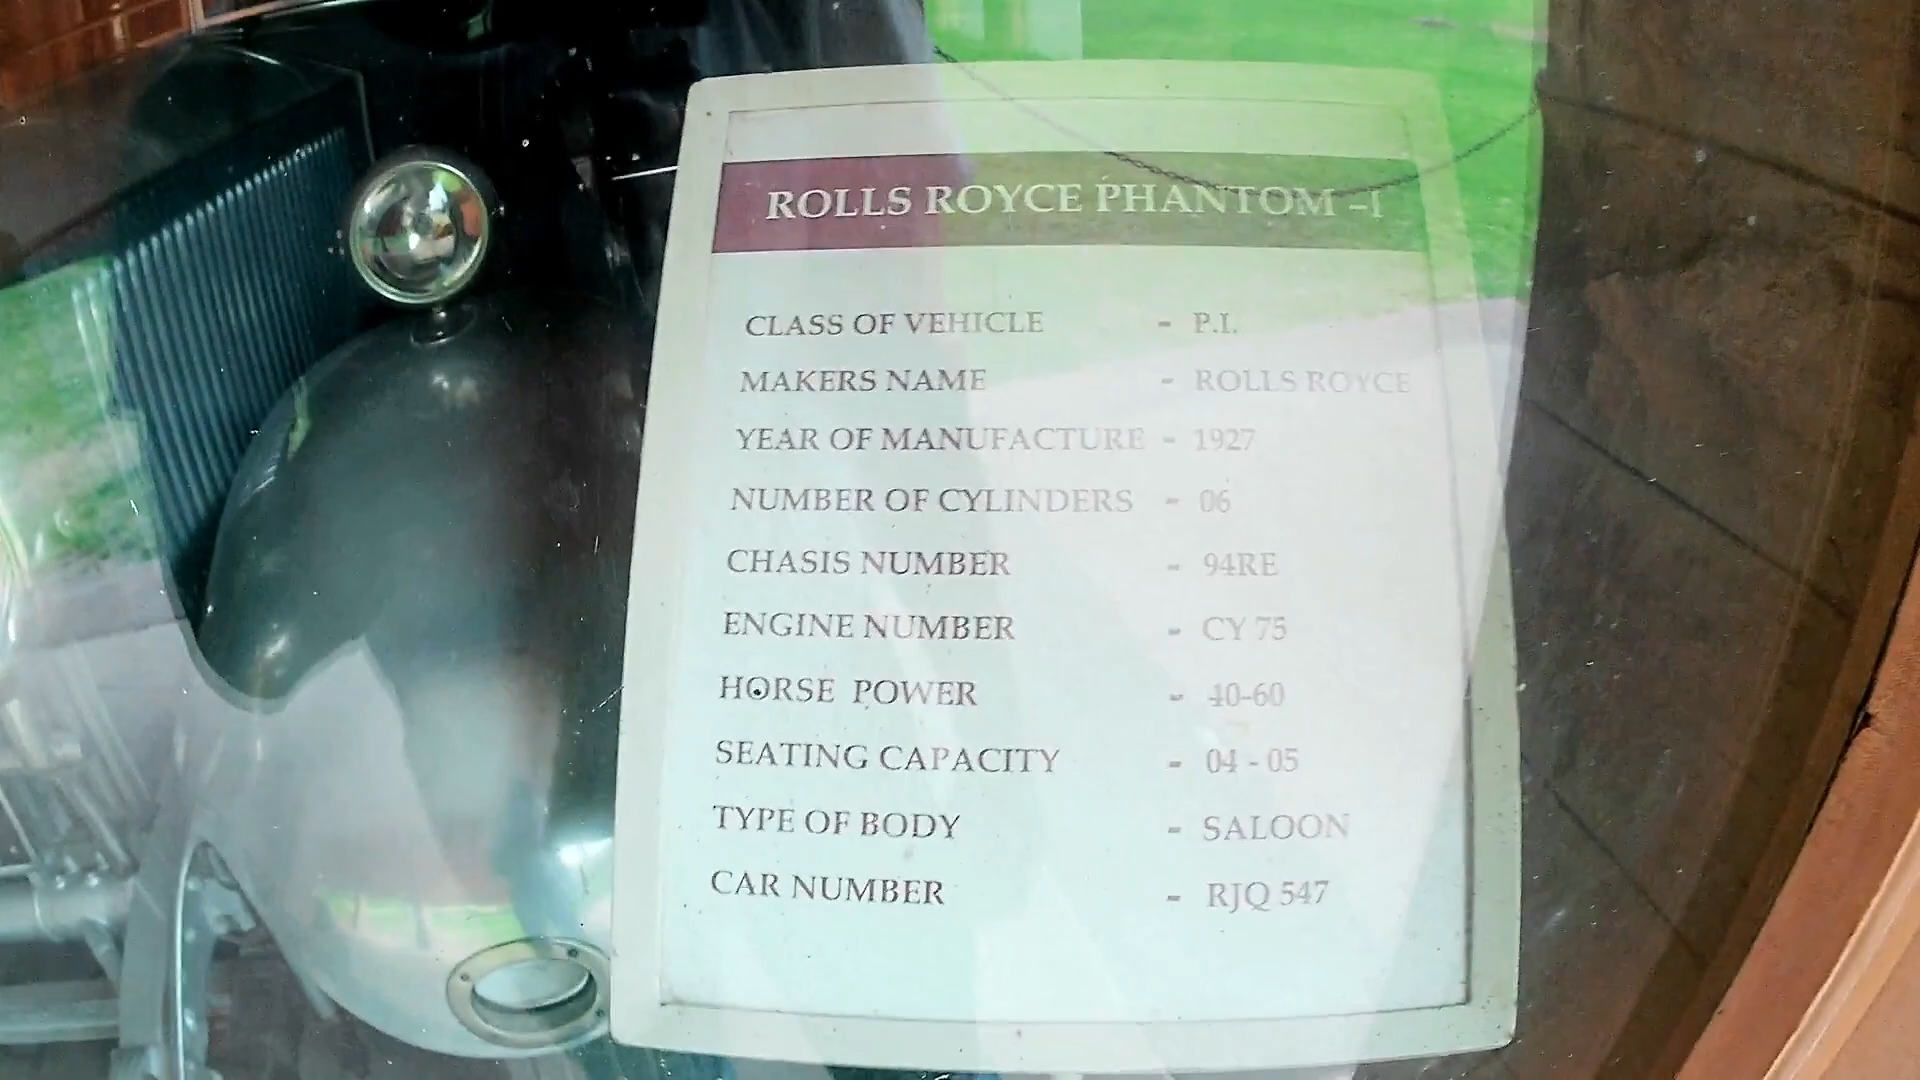 ROLLS ROYCE PHANTOM -I
CLASS OF VEHICLE - P.I.
MAKERS NAME - ROLLS ROYCE
YEAR OF MANUFACTURE - 1927
NUMBER OF CYLINDERS - 06
CHASIS NUMBER - 94RE
ENGINE NUMBER - CY 75
HORSE POWER - 40-60
SEATING CAPACITY - 04 - 05
TYPE OF BODY - SALOON
CAR NUMBER - RJQ 547